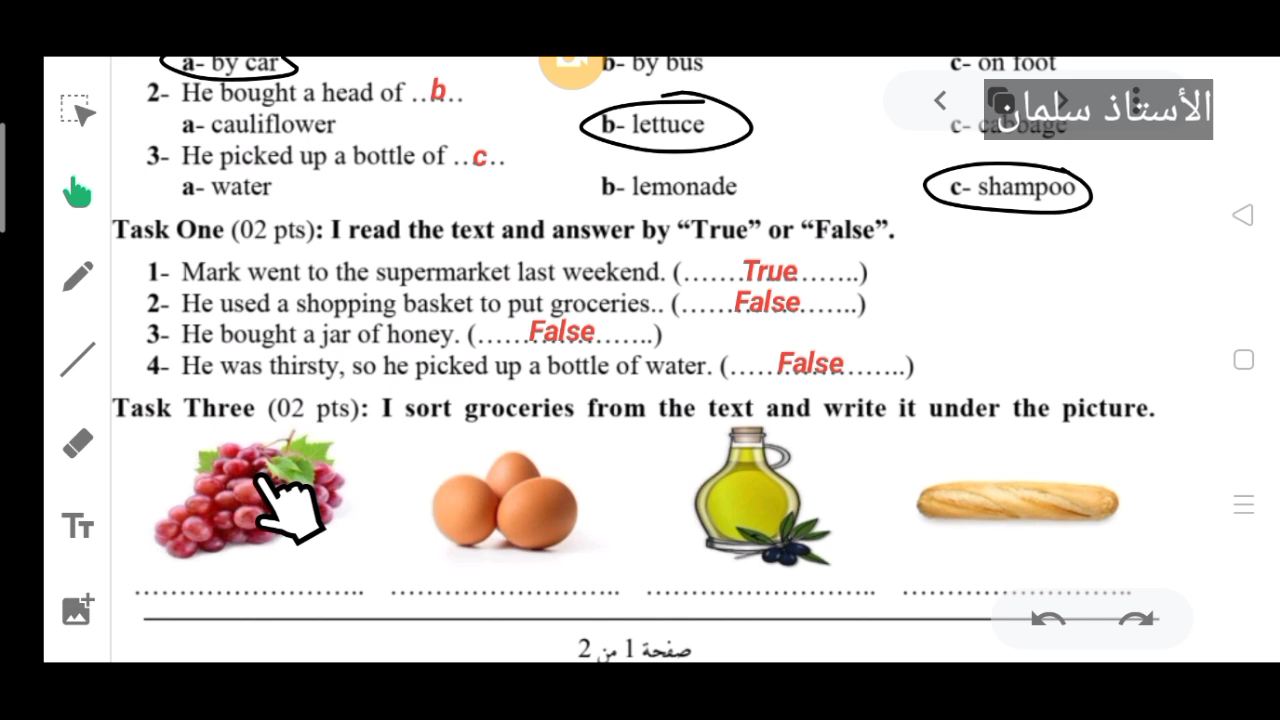 a- by car b- by bus c- on foot
الأستاذ سلمان
2- He bought a head of ..b..
a- cauliflower b- lettuce c- cabbage
3- He picked up a bottle of ..c..
a- water b- lemonade c- shampoo
Task One (02 pts): I read the text and answer by “True” or “False”.
1- Mark went to the supermarket last weekend. (.......True.......)
2- He used a shopping basket to put groceries.. (......False.......)
3- He bought a jar of honey. (......False........)
4- He was thirsty, so he picked up a bottle of water. (.....False........)
Task Three (02 pts): I sort groceries from the text and write it under the picture.
........................ ........................ ........................ ........................
صفحة 1 من 2
Tт